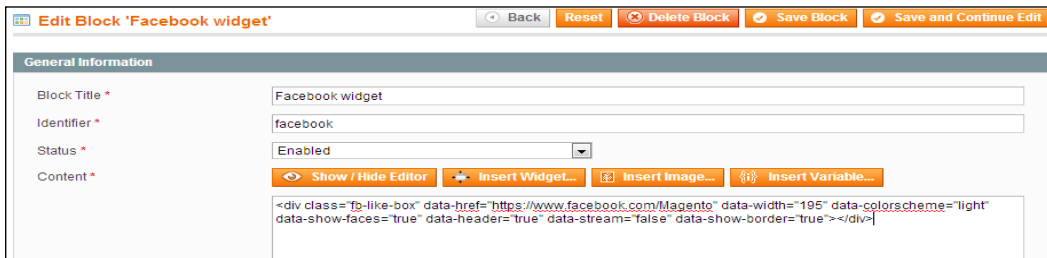 Edit Block 'Facebook widget' Back Reset Delete Block Save Block Save and Continue Edit
General Information
Block Title * Facebook widget
Identifier * facebook
Status * Enabled
Content * Show / Hide Editor Insert Widget... Insert Image... Insert Variable...
<div class="fb-like-box" data-href="https://www.facebook.com/Magento" data-width="195" data-colorscheme="light"
data-show-faces="true" data-header="true" data-stream="false" data-show-border="true"></div>